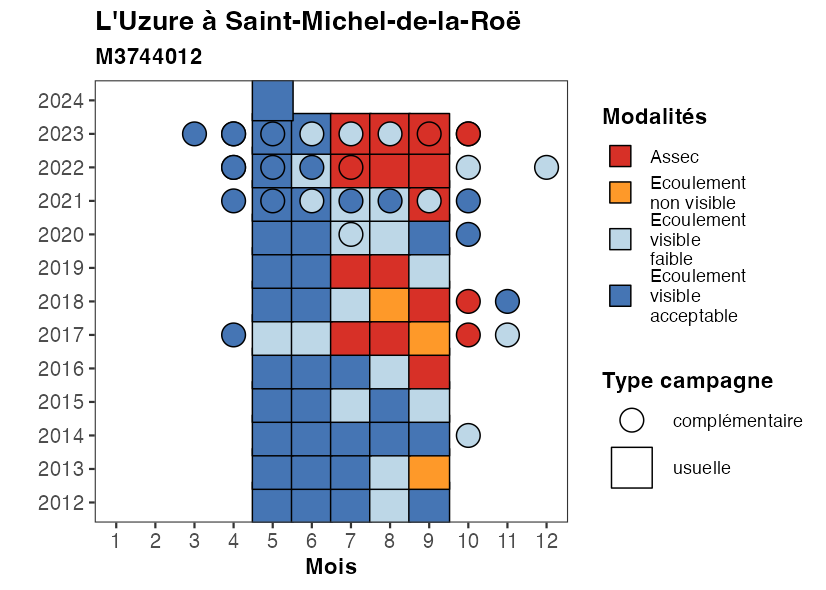 L'Uzure à Saint-Michel-de-la-Roë
M3744012
2024
2023
2022
2021
2020
2019
2018
2017
2016
2015
2014
2013
2012
1 2 3 4 5 6 7 8 9 10 11 12
Mois
Modalités
Assec
Ecoulement
non visible
Ecoulement
visible
faible
Ecoulement
visible
acceptable
Type campagne
complémentaire
usuelle